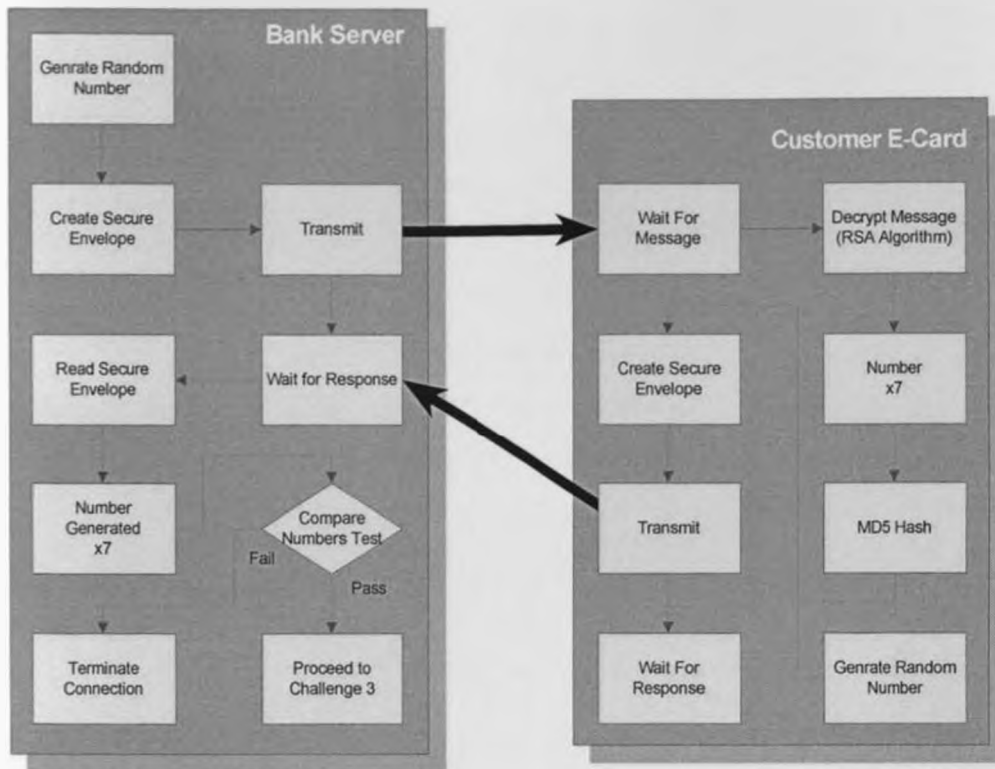 Bank Server
Genrate Random
Number
Create Secure
Envelope
Transmit
Read Secure
Envelope
Wait for Response
Number
Generated
x7
Compare
Numbers Test
Fail
Pass
Terminate
Connection
Proceed to
Challenge 3
Customer E-Card
Wait For
Message
Decrypt Message
(RSA Algorithm)
Create Secure
Envelope
Number
x7
Transmit
MD5 Hash
Wait For
Response
Genrate Random
Number